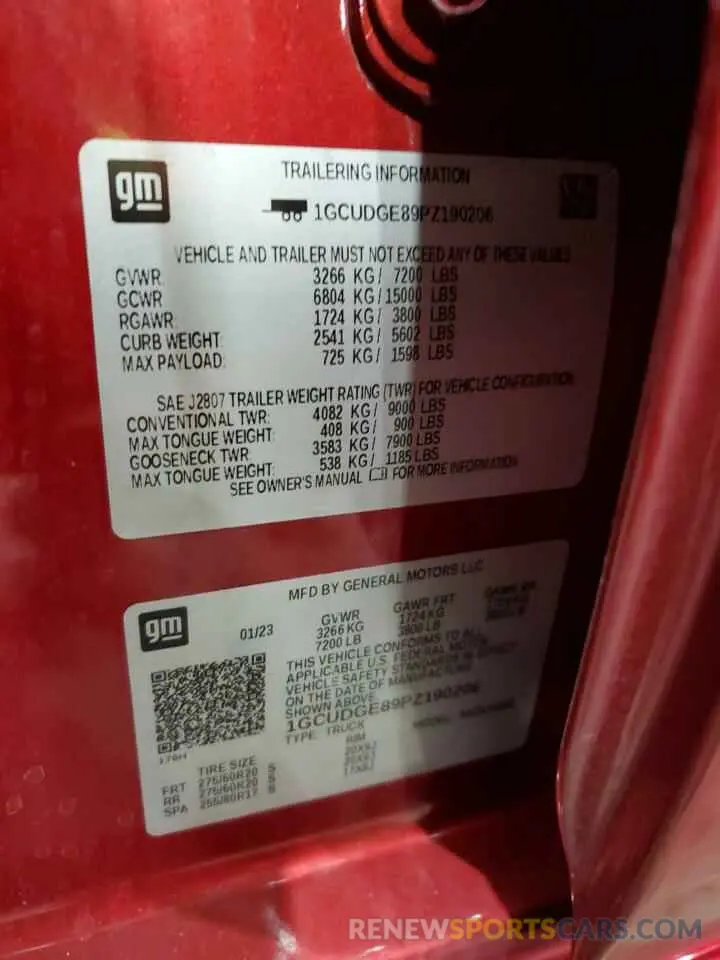 gm
TRAILERING INFORMATION
1GCUDGE89PZ190206
VEHICLE AND TRAILER MUST NOT EXCEED ANY OF THESE VALUES
GVWR: 3266 KG/ 7200 LBS
GCWR 6804 KG/15000 LBS
RGAWR: 1724 KG/ 3800 LBS
CURB WEIGHT: 2541 KG/ 5602 LBS
MAX PAYLOAD: 725 KG/ 1598 LBS
SAE J2807 TRAILER WEIGHT RATING (TWR) FOR VEHICLE CONFIGURATION
CONVENTIONAL TWR: 4082 KG/ 9000 LBS
MAX TONGUE WEIGHT: 408 KG/ 900 LBS
GOOSENECK TWR: 3583 KG/ 7900 LBS
MAX TONGUE WEIGHT: 538 KG/ 1185 LBS
SEE OWNER'S MANUAL FOR MORE INFORMATION
MFD BY GENERAL MOTORS LLC
gm
01/23
GVWR GAWR FRT GAWR RR
3266 KG 1724 KG
7200 LB 3800 LB
THIS VEHICLE CONFORMS TO ALL
APPLICABLE U.S. FEDERAL MOTOR
VEHICLE SAFETY STANDARDS IN EFFECT
ON THE DATE OF MANUFACTURE
SHOWN ABOVE.
1GCUDGE89PZ190206
TYPE: TRUCK MODEL:
TIRE SIZE RIM
FRT 275/60R20 S 20X9J
RR 275/60R20 S 20X9J
SPA 255/80R17 S 17X8J
RENEWSPORTSCARS.COM